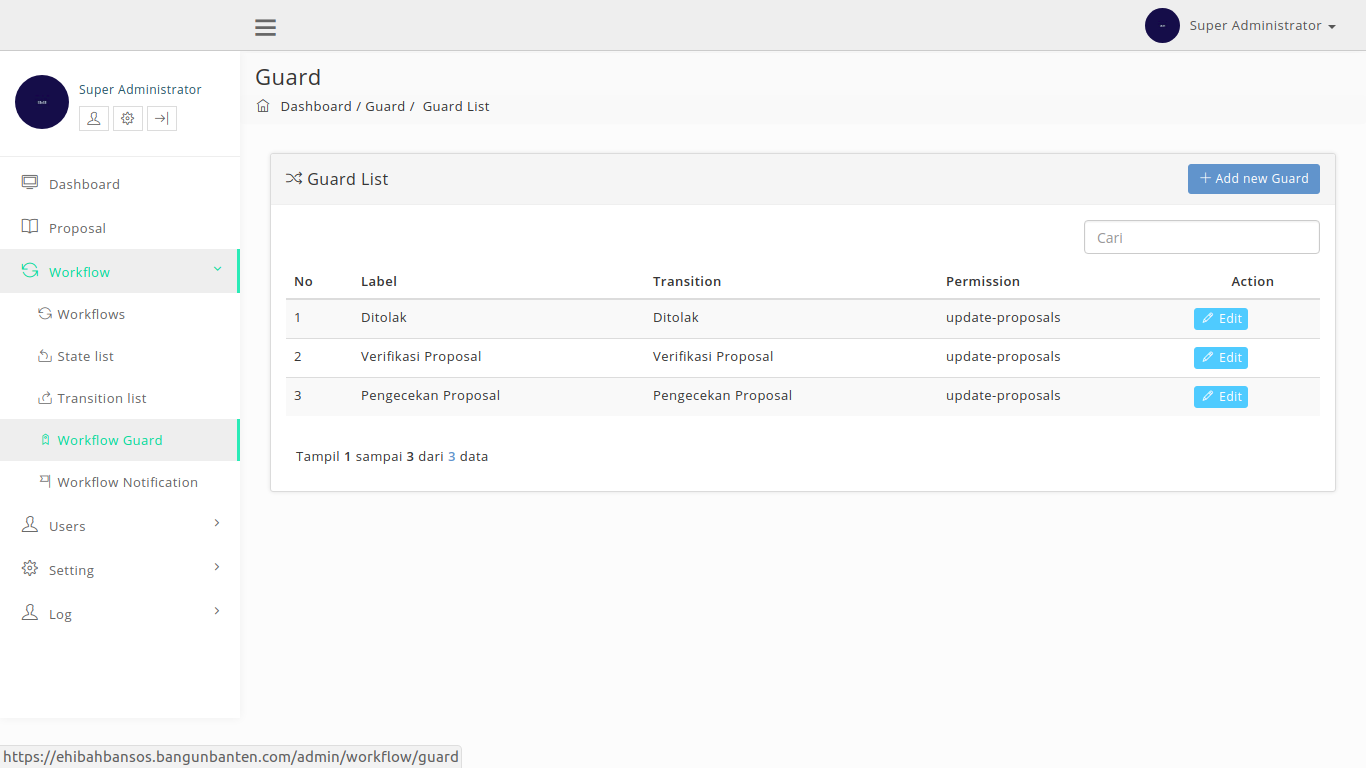 Super Administrator
Super Administrator
Guard
Dashboard / Guard / Guard List
Dashboard
Proposal
Workflow
Workflows
State list
Transition list
Workflow Guard
Workflow Notification
Users
Setting
Log
Guard List
Add new Guard
Cari
No Label Transition Permission Action
1 Ditolak Ditolak update-proposals Edit
2 Verifikasi Proposal Verifikasi Proposal update-proposals Edit
3 Pengecekan Proposal Pengecekan Proposal update-proposals Edit
Tampil 1 sampai 3 dari 3 data
https://ehibahbansos.bangunbanten.com/admin/workflow/guard